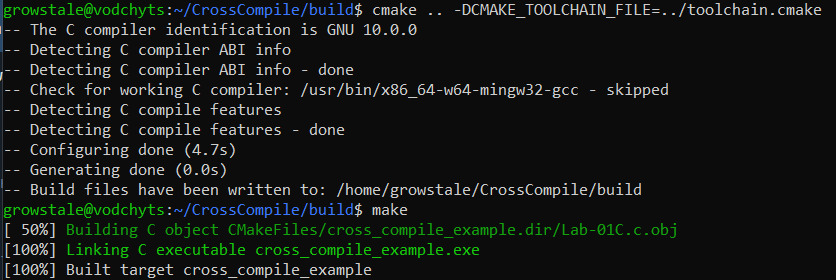 growstale@vodchyts:~/CrossCompile/build$ cmake .. -DCMAKE_TOOLCHAIN_FILE=../toolchain.cmake
-- The C compiler identification is GNU 10.0.0
-- Detecting C compiler ABI info
-- Detecting C compiler ABI info - done
-- Check for working C compiler: /usr/bin/x86_64-w64-mingw32-gcc - skipped
-- Detecting C compile features
-- Detecting C compile features - done
-- Configuring done (4.7s)
-- Generating done (0.0s)
-- Build files have been written to: /home/growstale/CrossCompile/build
growstale@vodchyts:~/CrossCompile/build$ make
[ 50%] Building C object CMakeFiles/cross_compile_example.dir/Lab-01C.c.obj
[100%] Linking C executable cross_compile_example.exe
[100%] Built target cross_compile_example